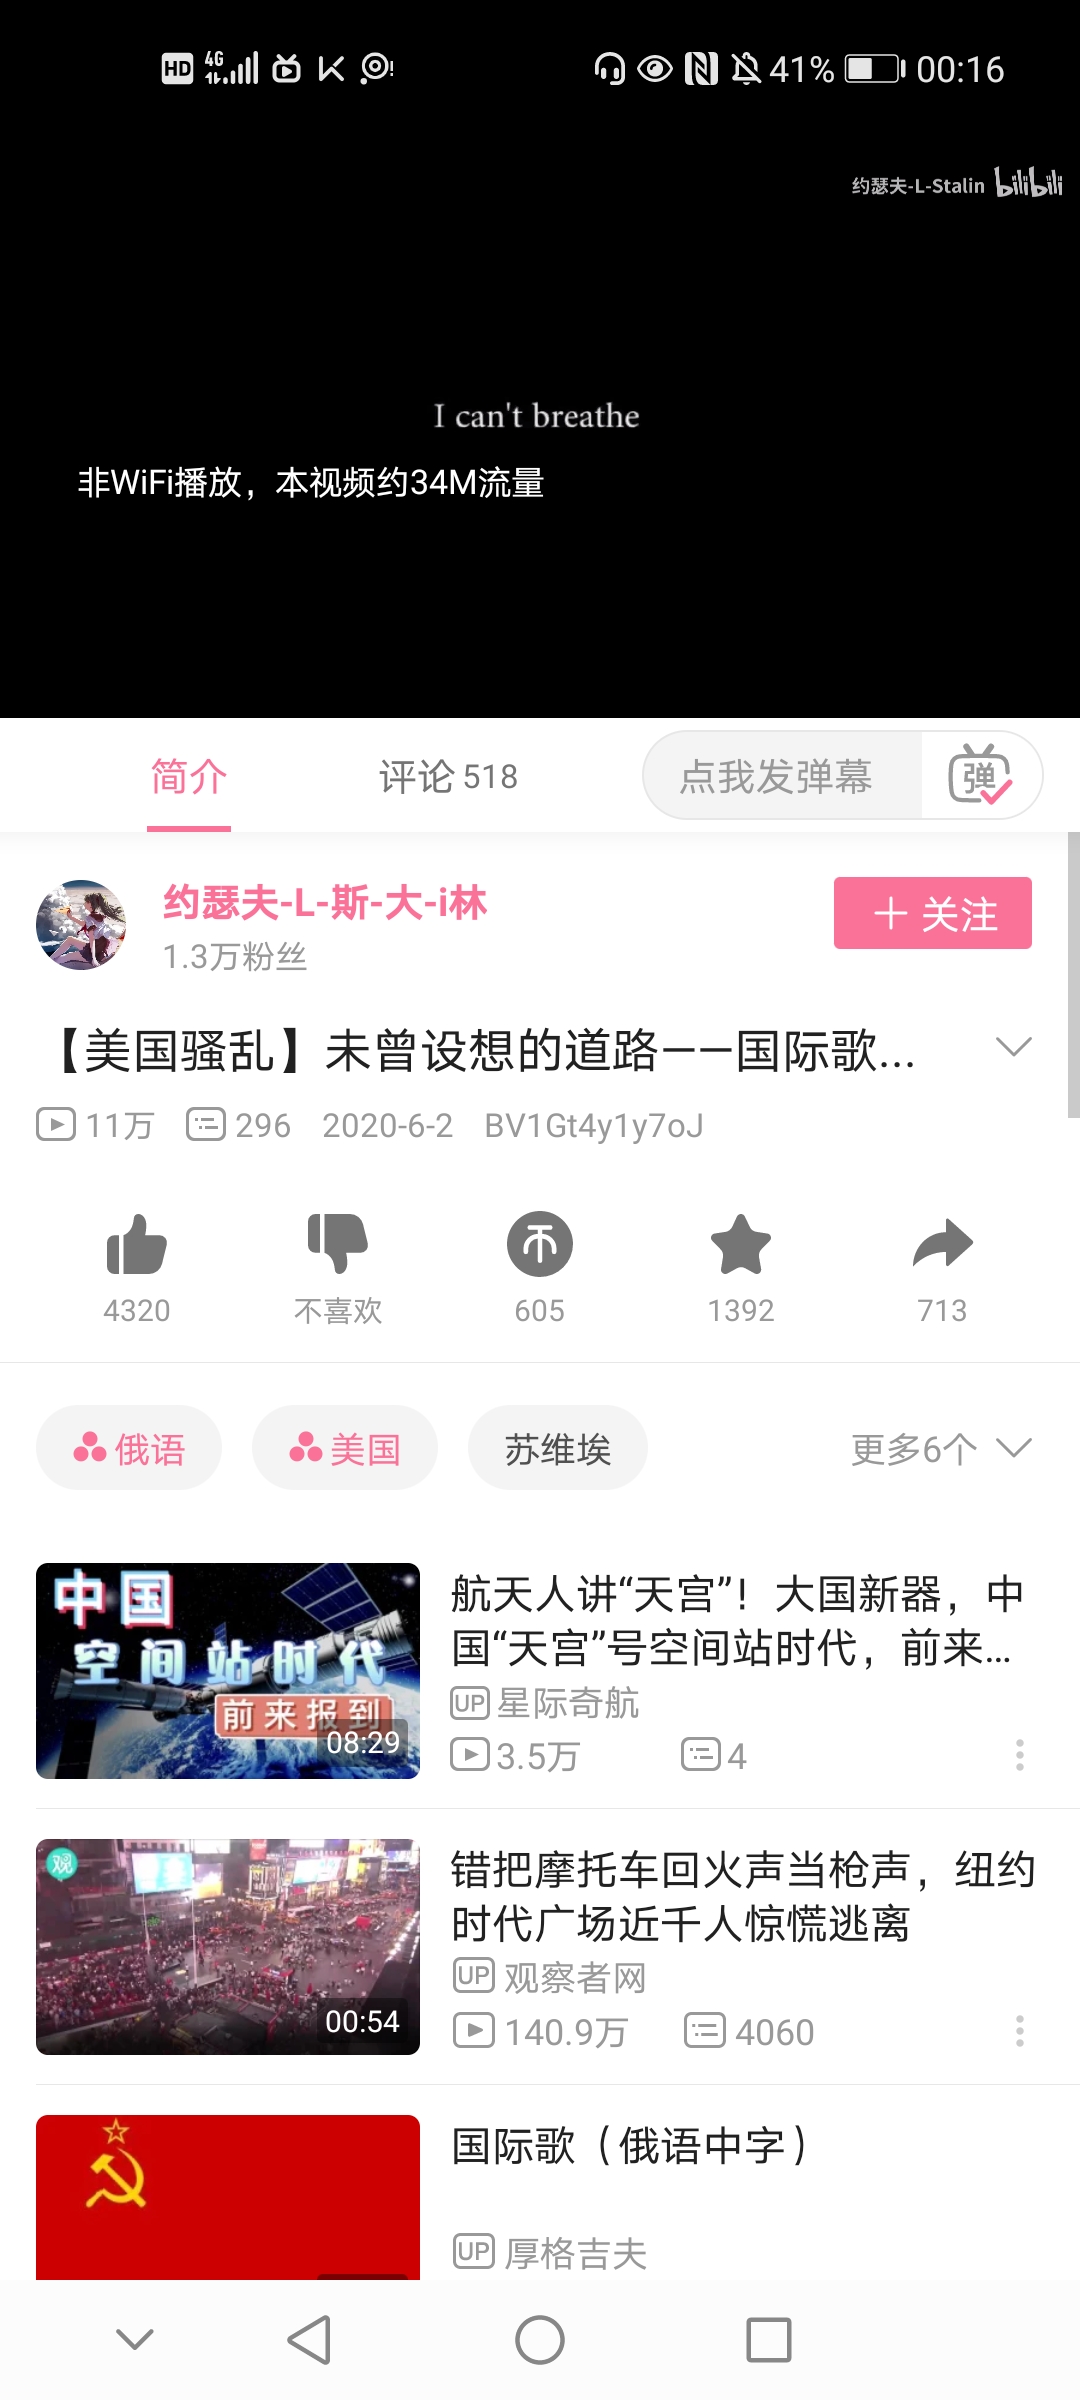 HD 4G 41% 00:16
约瑟夫-L-Stalin bilibili
I can't breathe
非WiFi播放，本视频约34M流量
简介 评论 518 点我发弹幕 弹
约瑟夫-L-斯-大-i林
1.3万粉丝
＋ 关注
【美国骚乱】未曾设想的道路——国际歌...
11万 296 2020-6-2 BV1Gt4y1y7oJ
4320 不喜欢 605 1392 713
俄语 美国 苏维埃 更多6个
中国
空间站时代
前来报到
08:29
航天人讲“天宫”！大国新器，中
国“天宫”号空间站时代，前来...
UP 星际奇航
3.5万 4
观
00:54
错把摩托车回火声当枪声，纽约
时代广场近千人惊慌逃离
UP 观察者网
140.9万 4060
国际歌（俄语中字）
UP 厚格吉夫